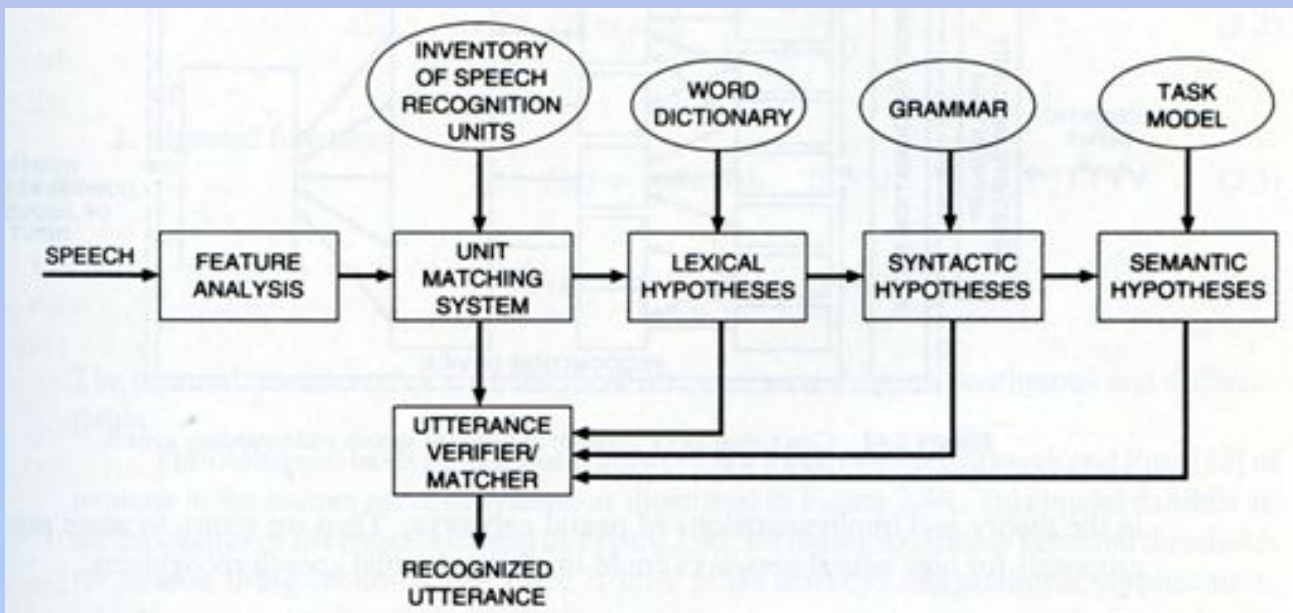 INVENTORY
OF SPEECH
RECOGNITION
UNITS
WORD
DICTIONARY
GRAMMAR
TASK
MODEL
SPEECH
FEATURE
ANALYSIS
UNIT
MATCHING
SYSTEM
LEXICAL
HYPOTHESES
SYNTACTIC
HYPOTHESES
SEMANTIC
HYPOTHESES
UTTERANCE
VERIFIER/
MATCHER
RECOGNIZED
UTTERANCE